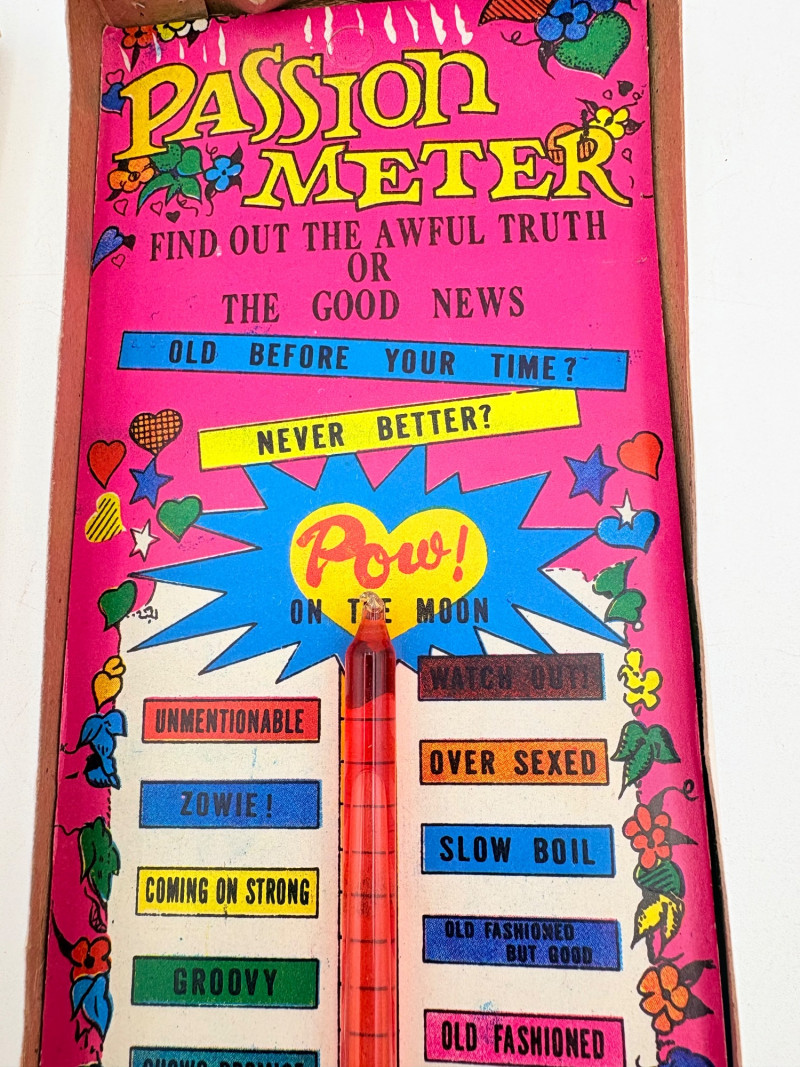 PASSION
METER
FIND OUT THE AWFUL TRUTH
OR
THE GOOD NEWS
OLD BEFORE YOUR TIME?
NEVER BETTER?
Pow!
ON THE MOON
WATCH OUT!
UNMENTIONABLE
OVER SEXED
ZOWIE!
SLOW BOIL
COMING ON STRONG
OLD FASHIONED
BUT GOOD
GROOVY
OLD FASHIONED